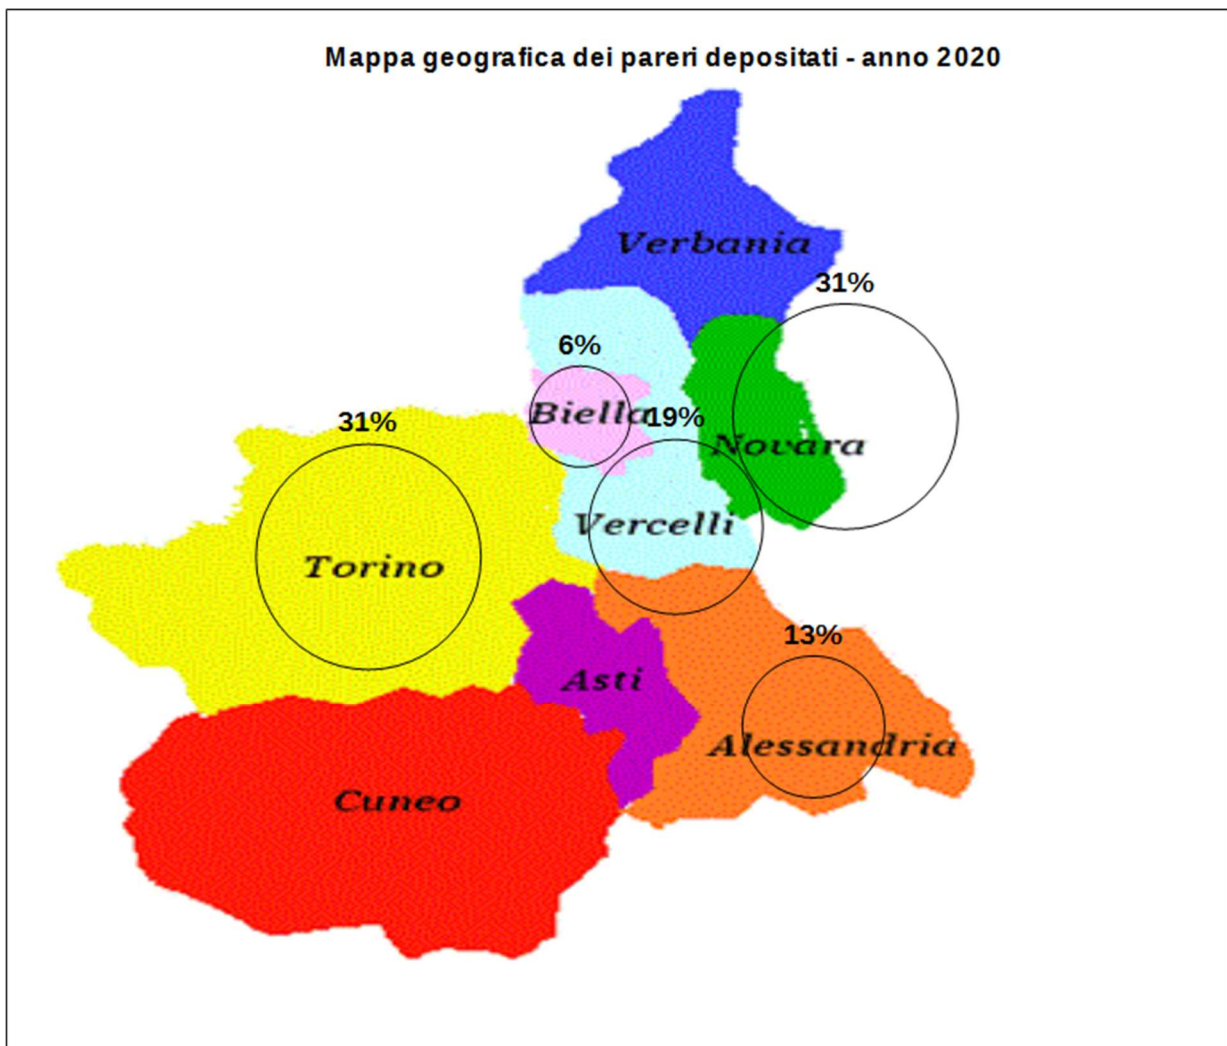 Mappa geografica dei pareri depositati - anno 2020
Verbania
31%
6%
Biella
19%
31%
Novara
Vercelli
Torino
13%
Asti
Alessandria
Cuneo